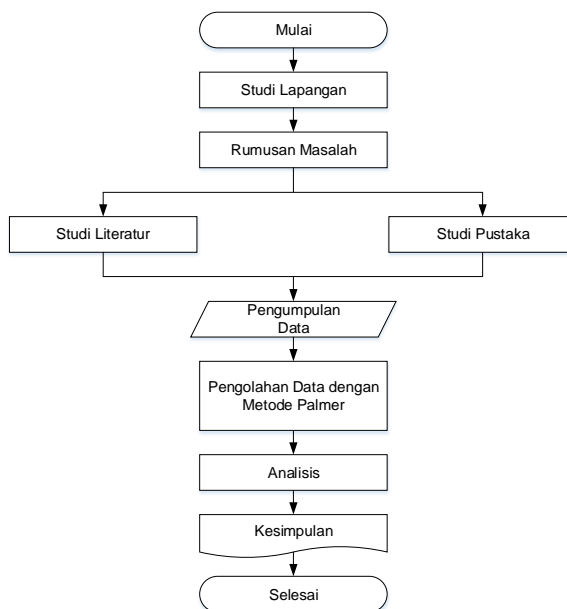 Mulai
Studi Lapangan
Rumusan Masalah
Studi Literatur
Studi Pustaka
Pengumpulan
Data
Pengolahan Data dengan
Metode Palmer
Analisis
Kesimpulan
Selesai